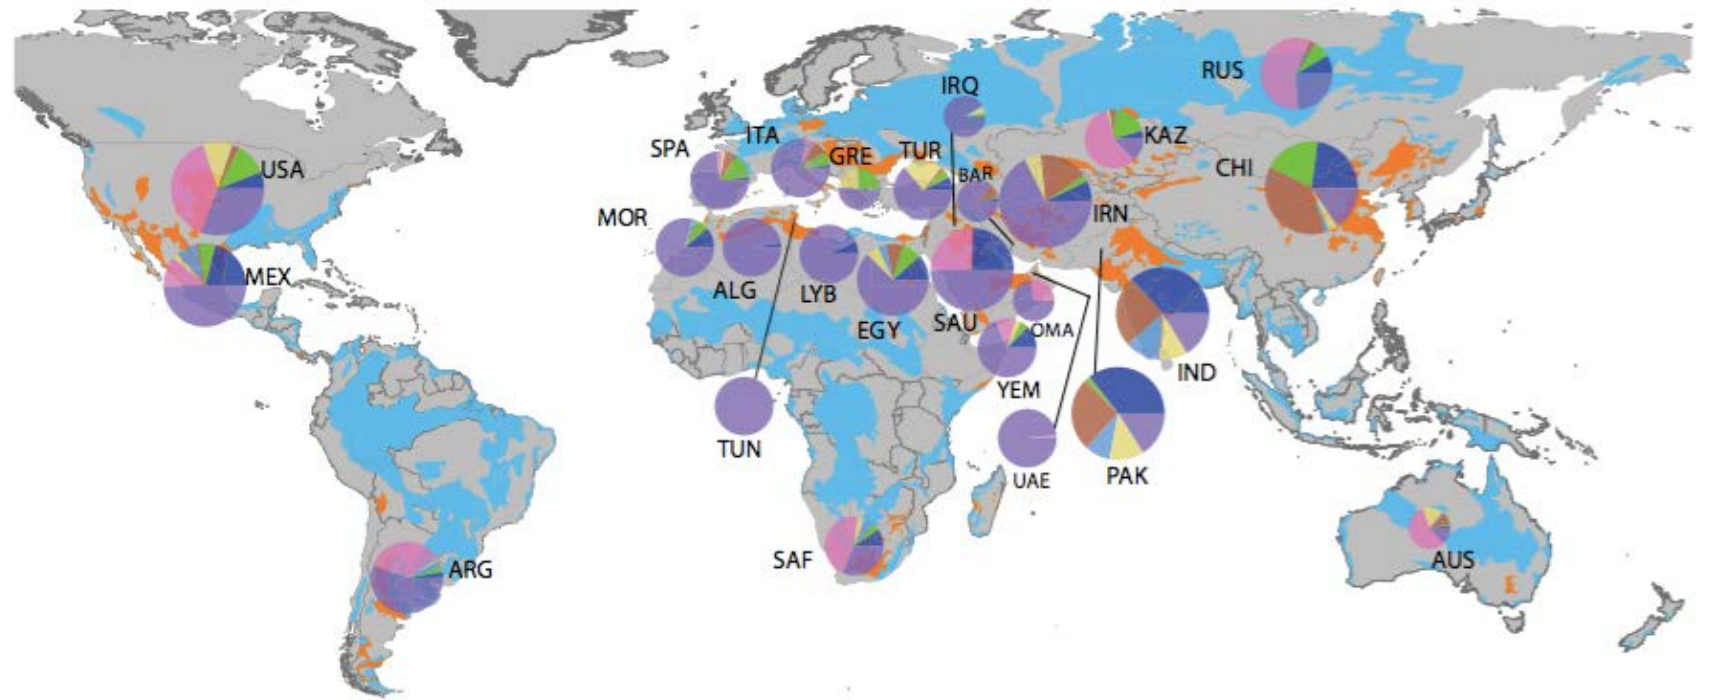 RUS
IRQ
ITA
KAZ
SPA
GRE
TUR
USA
CHI
BAR
MOR
IRN
MEX
ALG
LYB
EGY
SAU
OMA
IND
YEM
TUN
PAK
UAE
SAF
AUS
ARG